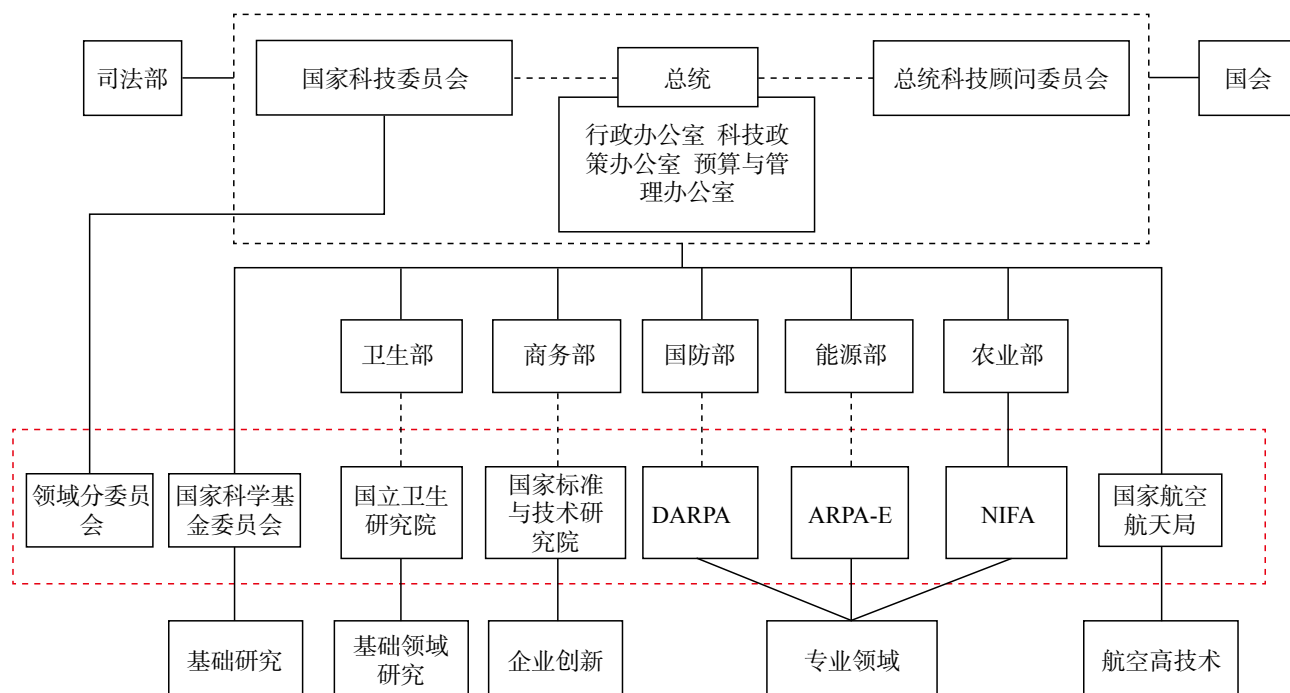 司法部
国家科技委员会
总统
总统科技顾问委员会
国会
行政办公室 科技政
策办公室 预算与管
理办公室
卫生部
商务部
国防部
能源部
农业部
领域分委员
会
国家科学基
金委员会
国立卫生
研究院
国家标准
与技术研
究院
DARPA
ARPA-E
NIFA
国家航空
航天局
基础研究
基础领域
研究
企业创新
专业领域
航空高技术